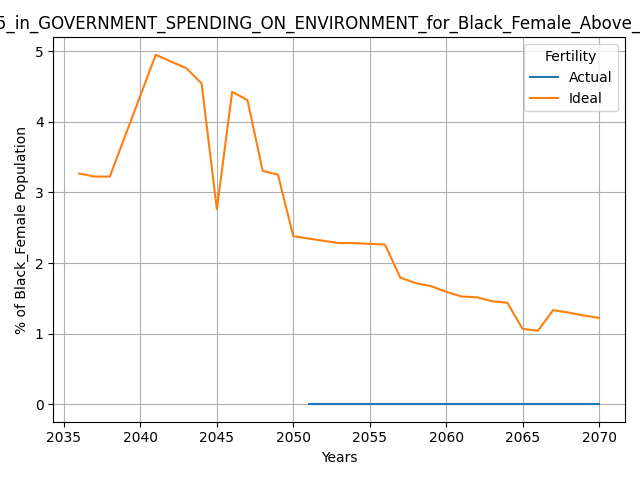 5_in_GOVERNMENT_SPENDING_ON_ENVIRONMENT_for_Black_Female_Above_
Fertility
Actual
Ideal
% of Black_Female Population
5
4
3
2
1
0
2035 2040 2045 2050 2055 2060 2065 2070
Years